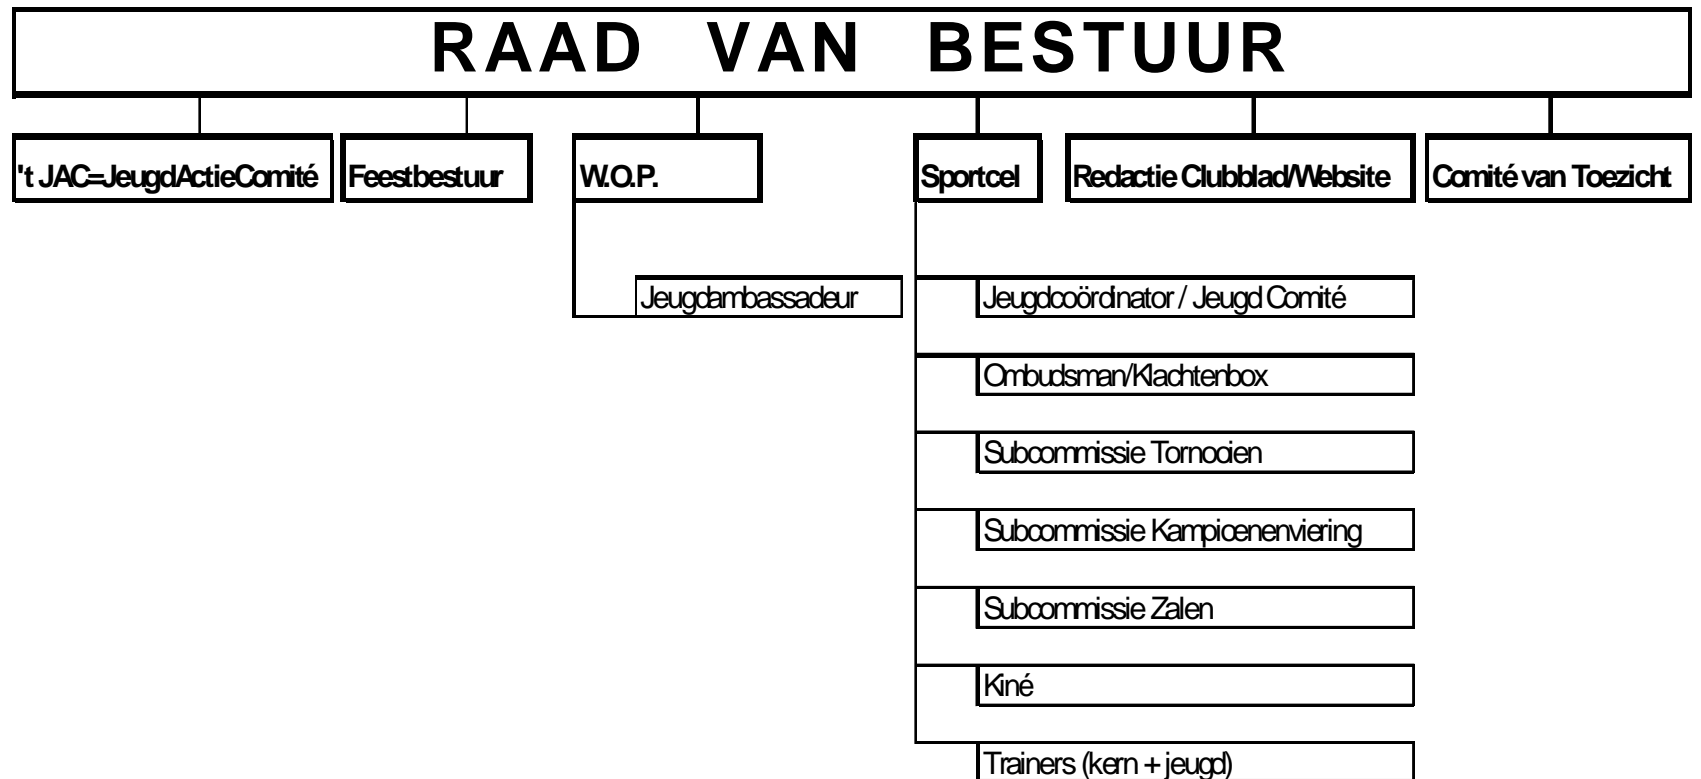 RAAD VAN BESTUUR
't JAC=JeugdActieComité
Feestbestuur
W.O.P.
Sportcel
Redactie Clubblad/Website
Comité van Toezicht
Jeugdambassadeur
Jeugdcoördinator / Jeugd Comité
Ombudsman/Klachtenbox
Subcommissie Tornooien
Subcommissie Kampioenenviering
Subcommissie Zalen
Kiné
Trainers (kern + jeugd)